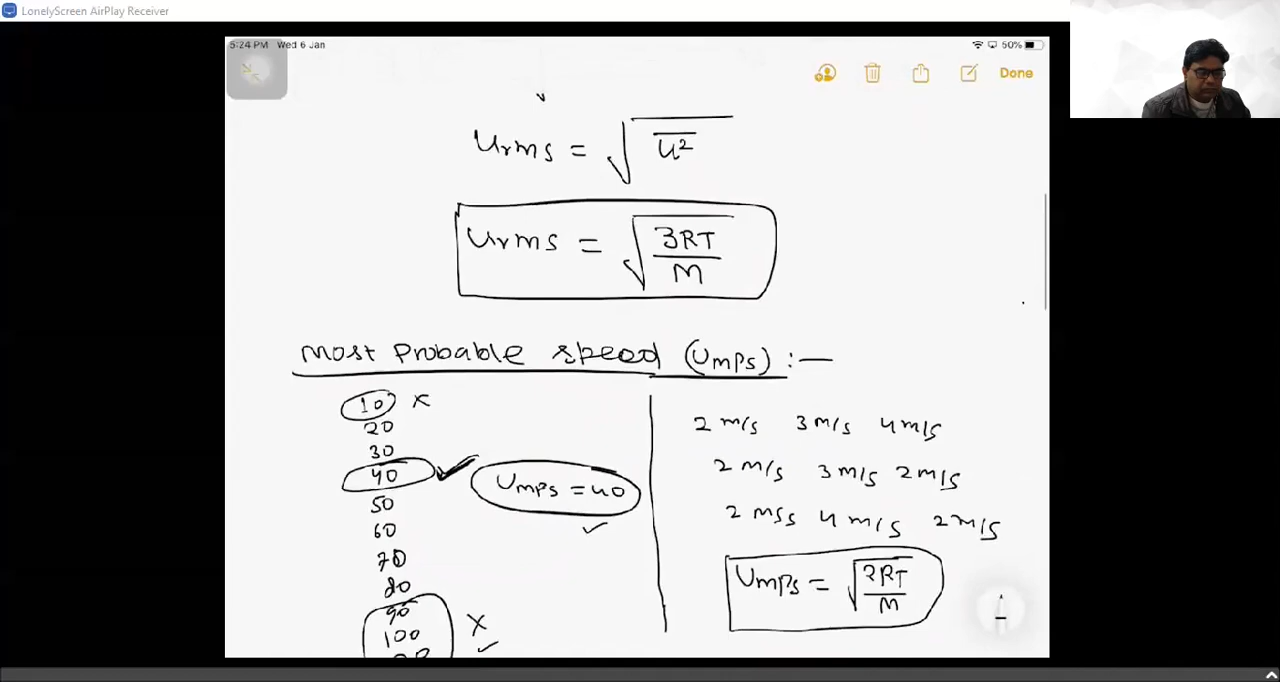 LonelyScreen AirPlay Receiver
5:24 PM Wed 6 Jan
50%
Done
Urms = √u̅²
Urms = √(3RT/M)
Most Probable speed (Umps) :—
10 ×
20
30
40 ✓
Umps = 40 ✓
50
60
70
80
90
100 × ✓
2 m/s 3 m/s 4 m/s
2 m/s 3 m/s 2 m/s
2 mss 4 m/s 2 m/s
Umps = √(2RT/M)